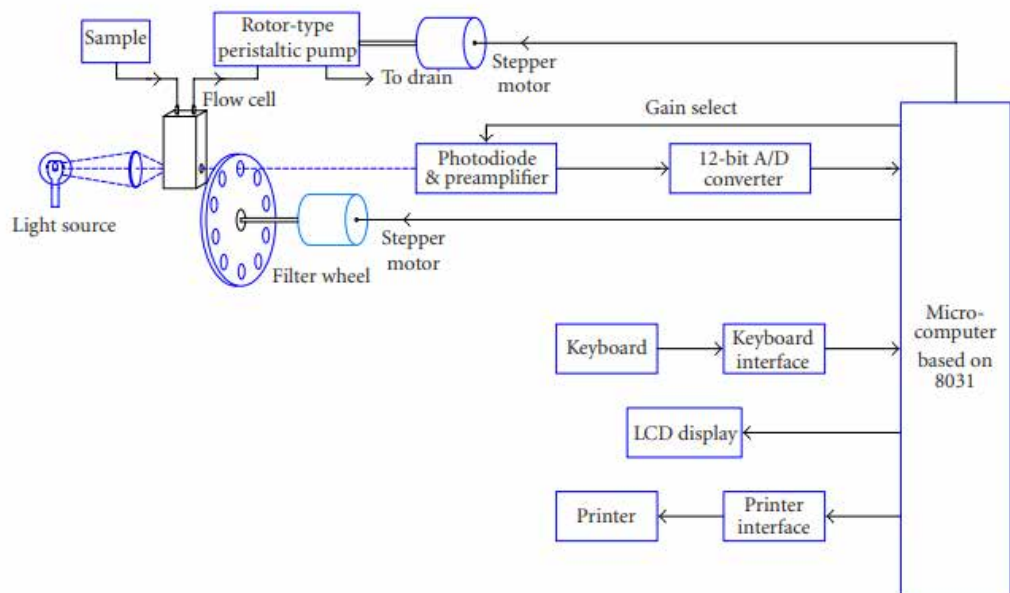 Sample
Rotor-type
peristaltic pump
To drain
Stepper
motor
Flow cell
Gain select
Photodiode
& preamplifier
12-bit A/D
converter
Light source
Stepper
motor
Filter wheel
Micro-
computer
based on
8031
Keyboard
Keyboard
interface
LCD display
Printer
Printer
interface